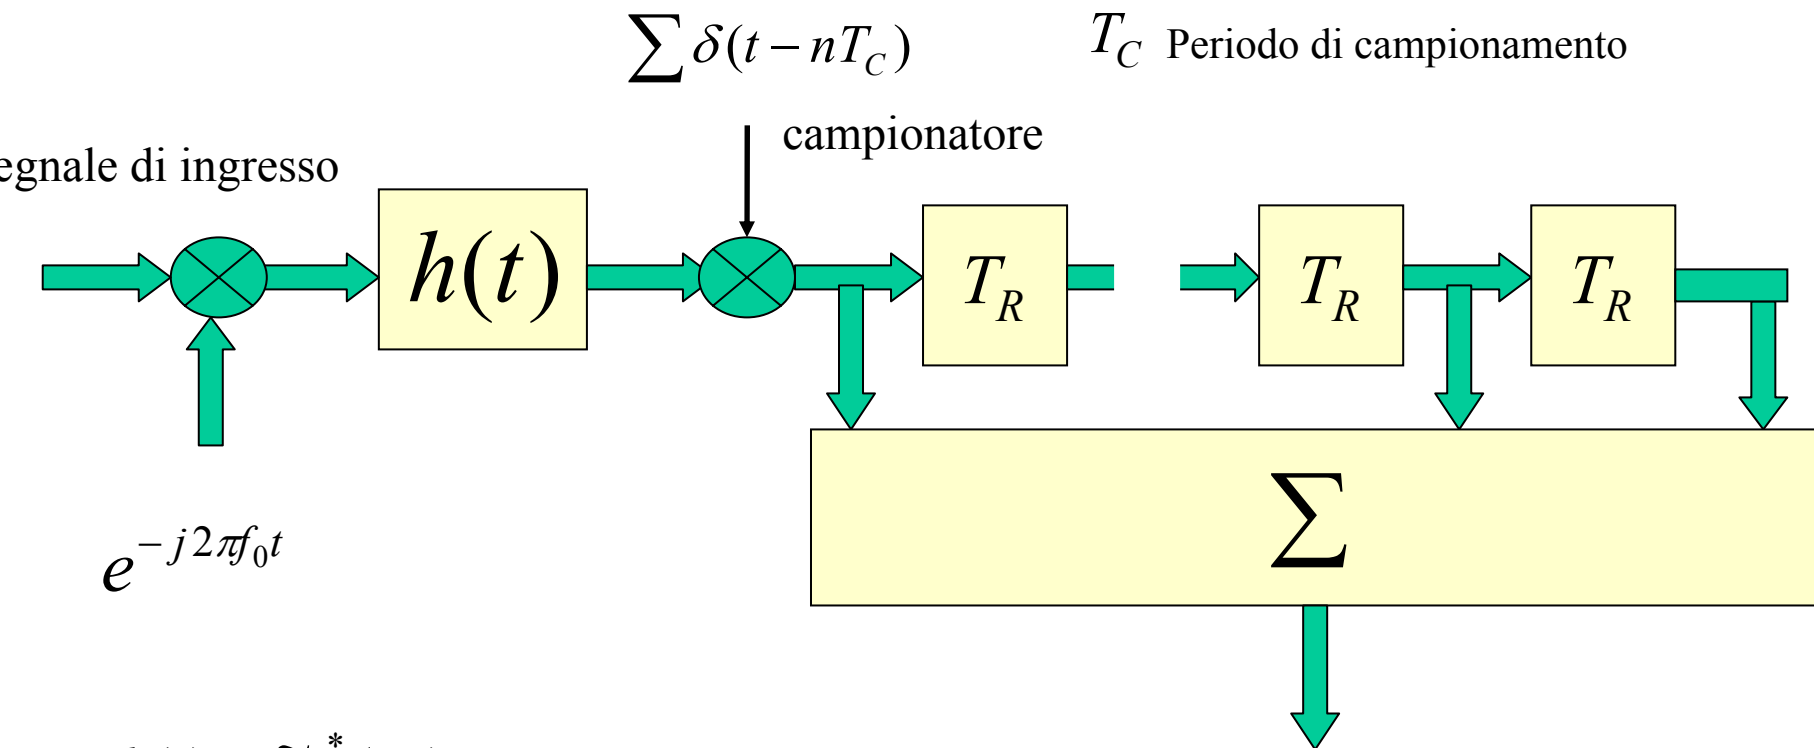 ∑ δ(t − nT_C)
T_C Periodo di campionamento
campionatore
egnale di ingresso
h(t)
T_R
T_R
T_R
∑
e^{−j2πf_0t}